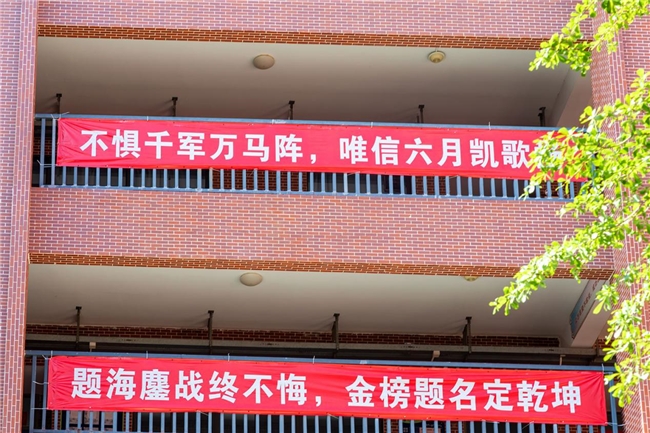 不惧千军万马阵，唯信六月凯歌
题海鏖战终不悔，金榜题名定乾坤